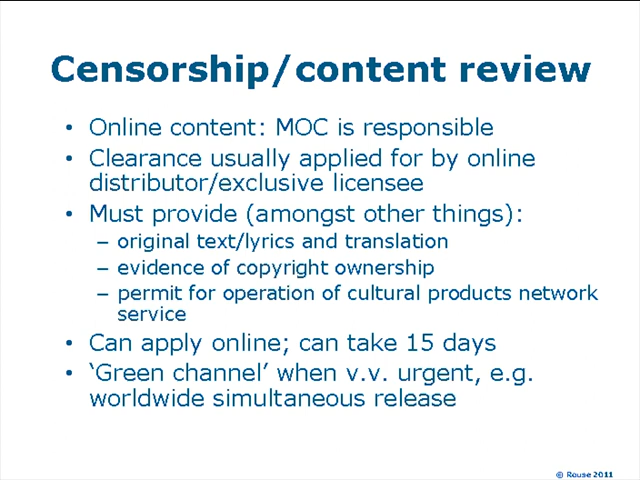 Censorship/content review
• Online content: MOC is responsible
• Clearance usually applied for by online
distributor/exclusive licensee
• Must provide (amongst other things):
– original text/lyrics and translation
– evidence of copyright ownership
– permit for operation of cultural products network
service
• Can apply online; can take 15 days
• ‘Green channel’ when v.v. urgent, e.g.
worldwide simultaneous release
© Rouse 2011